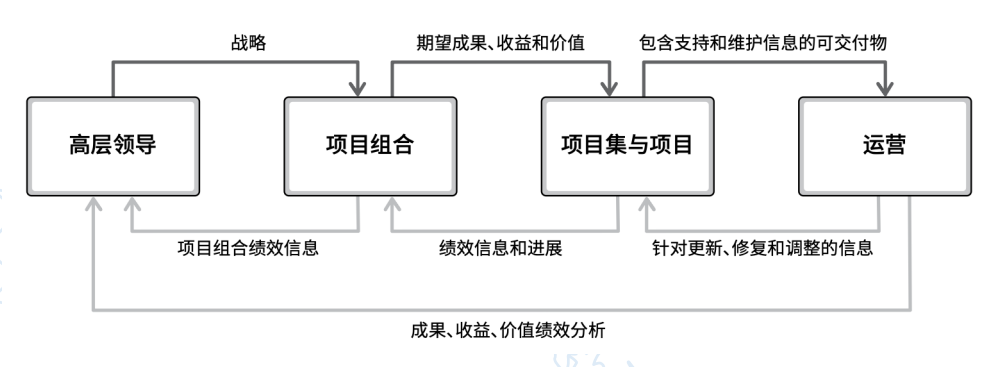 战略
期望成果、收益和价值
包含支持和维护信息的可交付物
高层领导
项目组合
项目集与项目
运营
项目组合绩效信息
绩效信息和进展
针对更新、修复和调整的信息
成果、收益、价值绩效分析